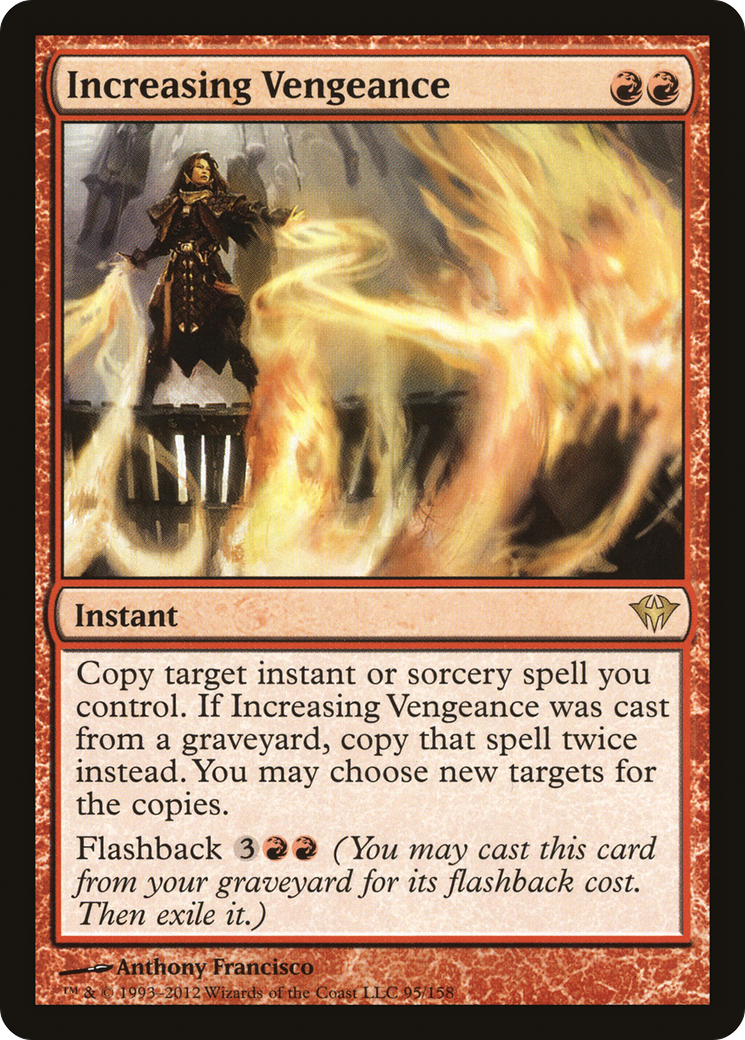 Increasing Vengeance
Instant
Copy target instant or sorcery spell you
control. If Increasing Vengeance was cast
from a graveyard, copy that spell twice
instead. You may choose new targets for
the copies.
Flashback 3 (You may cast this card
from your graveyard for its flashback cost.
Then exile it.)
Anthony Francisco
™ & © 1993–2012 Wizards of the Coast LLC 95/158